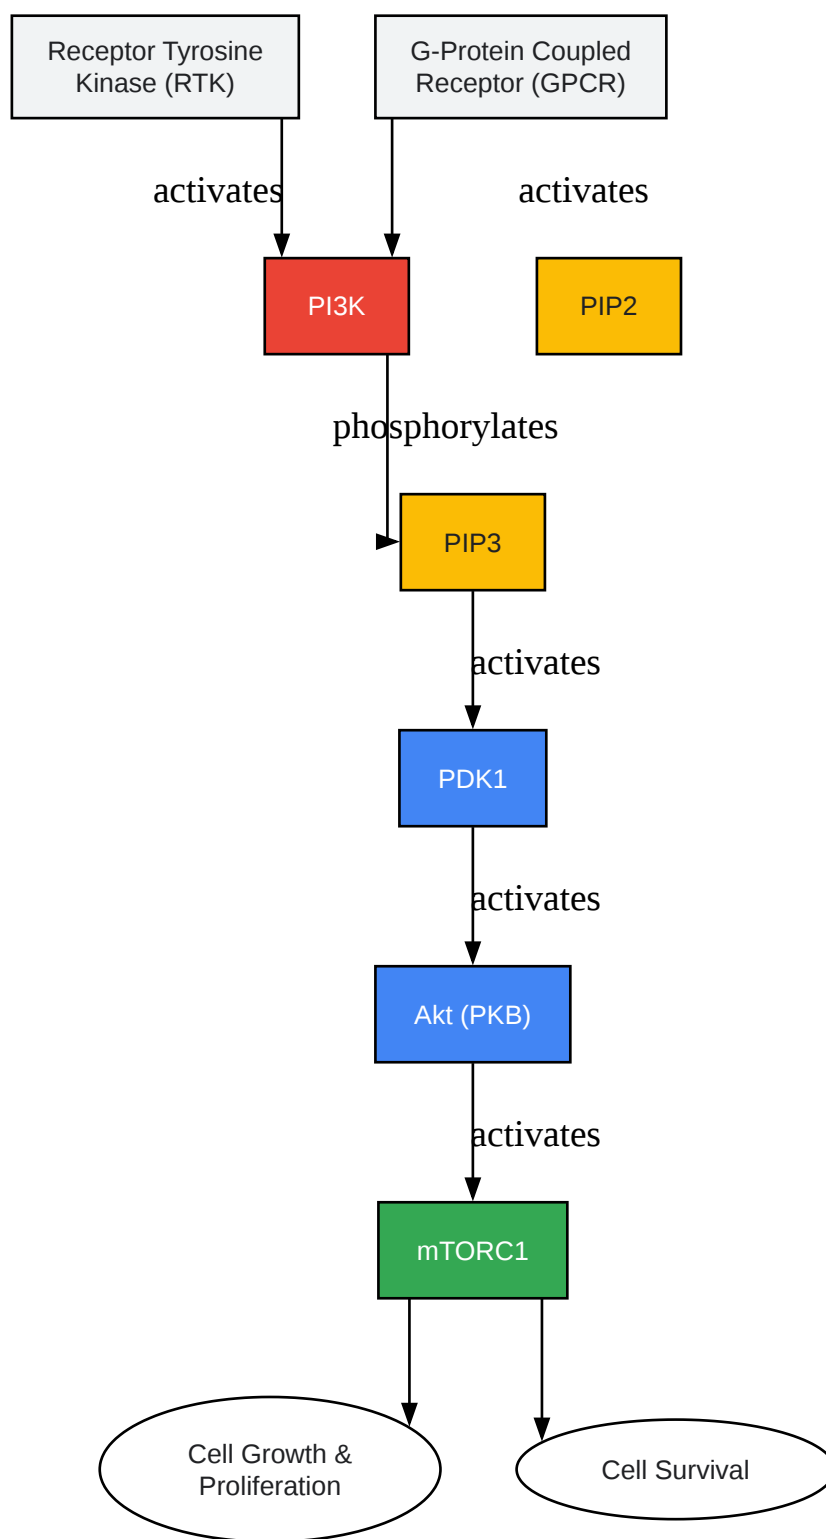 Receptor Tyrosine
Kinase (RTK)
G-Protein Coupled
Receptor (GPCR)
activates
activates
PI3K
PIP2
phosphorylates
PIP3
activates
PDK1
activates
Akt (PKB)
activates
mTORC1
Cell Growth &
Proliferation
Cell Survival